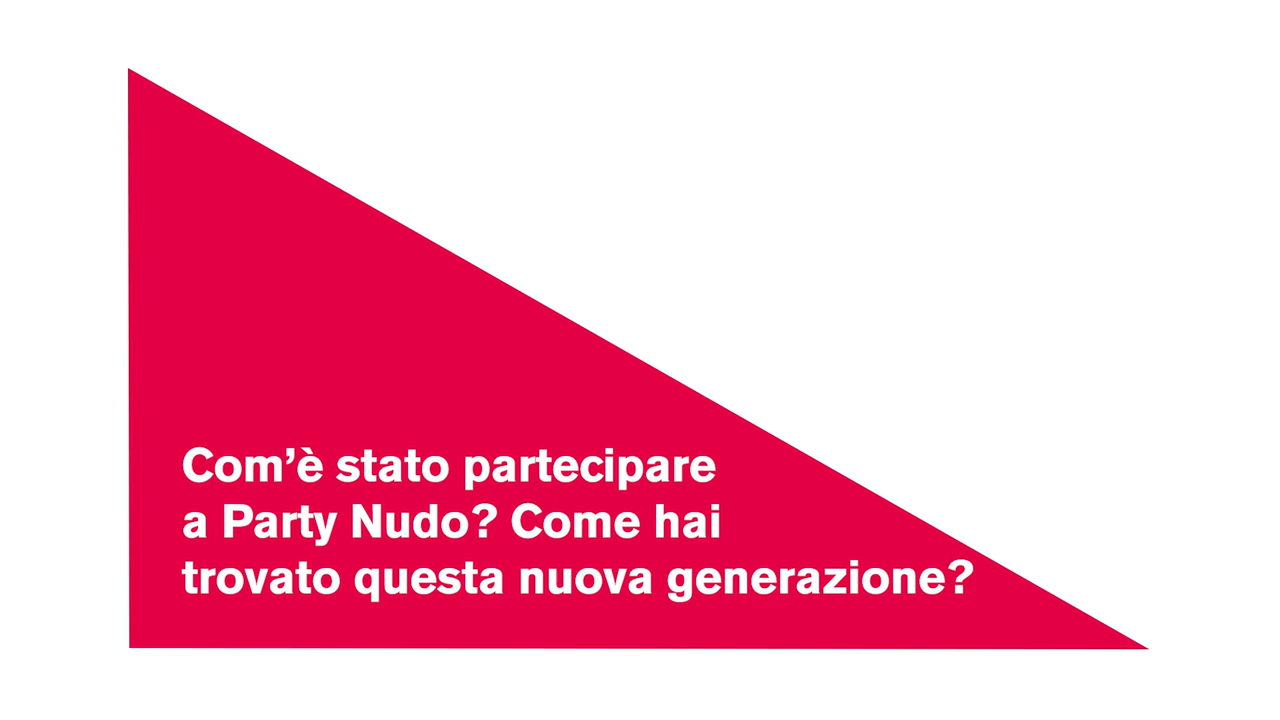 Com’è stato partecipare
a Party Nudo? Come hai
trovato questa nuova generazione?